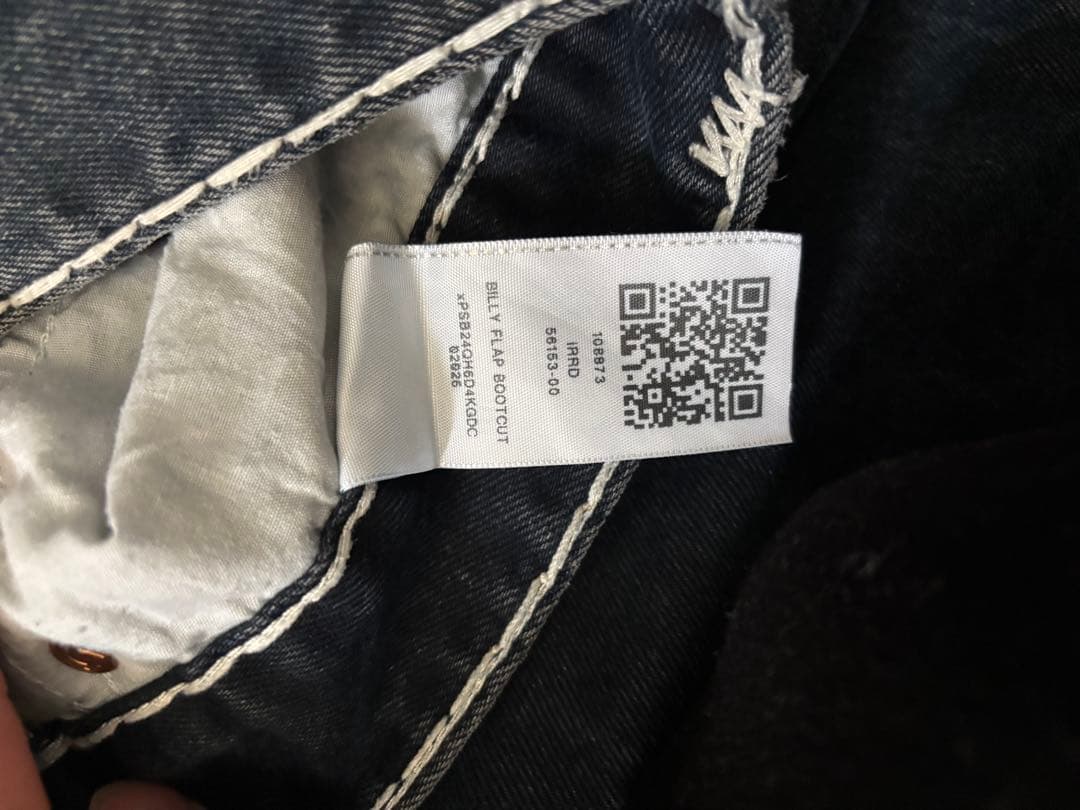 108873
iRRD
56153-00
BILLY FLAP BOOTCUT
xPSB24QH6D4KGDC
02026